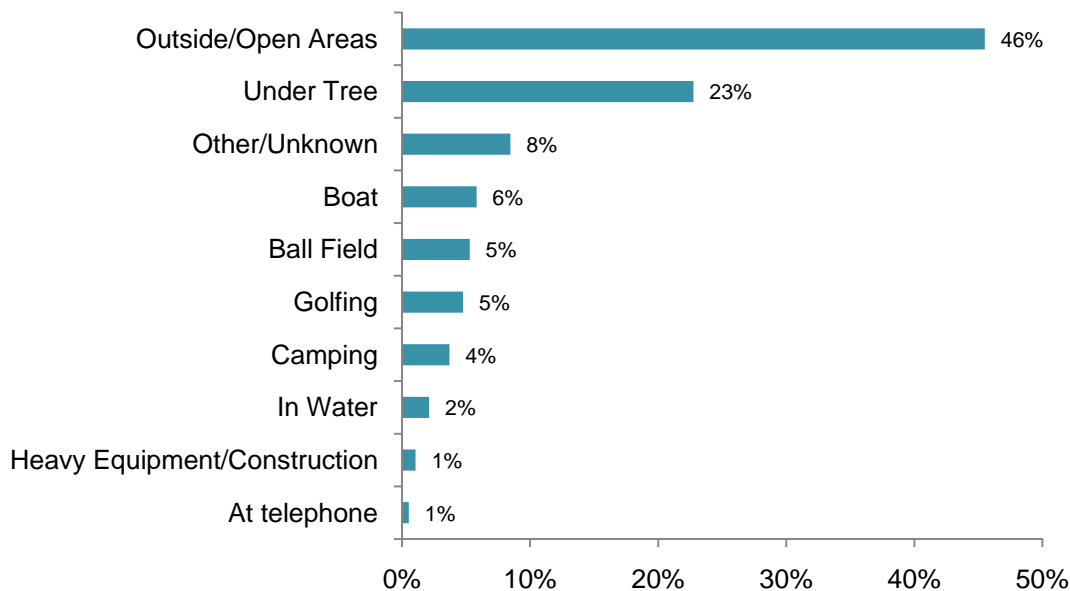 Outside/Open Areas 46%
Under Tree 23%
Other/Unknown 8%
Boat 6%
Ball Field 5%
Golfing 5%
Camping 4%
In Water 2%
Heavy Equipment/Construction 1%
At telephone 1%
0% 10% 20% 30% 40% 50%